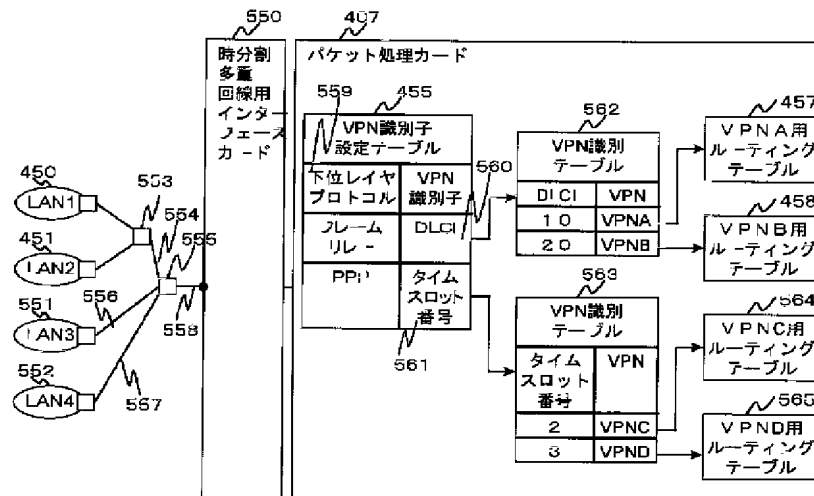 550
407
時分割
多重
回線用
インター
フェース
カード
パケット処理カード
559
455
VPN識別子
設定テーブル
下位レイヤ
プロトコル
VPN
識別子
フレーム
リレー
DLCI
PPP
タイム
スロット
番号
560
561
562
VPN識別
テーブル
DLCI
VPN
10
VPNA
20
VPNB
563
VPN識別
テーブル
タイム
スロット
番号
VPN
2
VPNC
3
VPND
457
VPNA用
ルーティング
テーブル
458
VPNB用
ルーティング
テーブル
564
VPNC用
ルーティング
テーブル
565
VPND用
ルーティング
テーブル
450
LAN1
451
LAN2
551
LAN3
552
LAN4
553
554
555
556
557
558